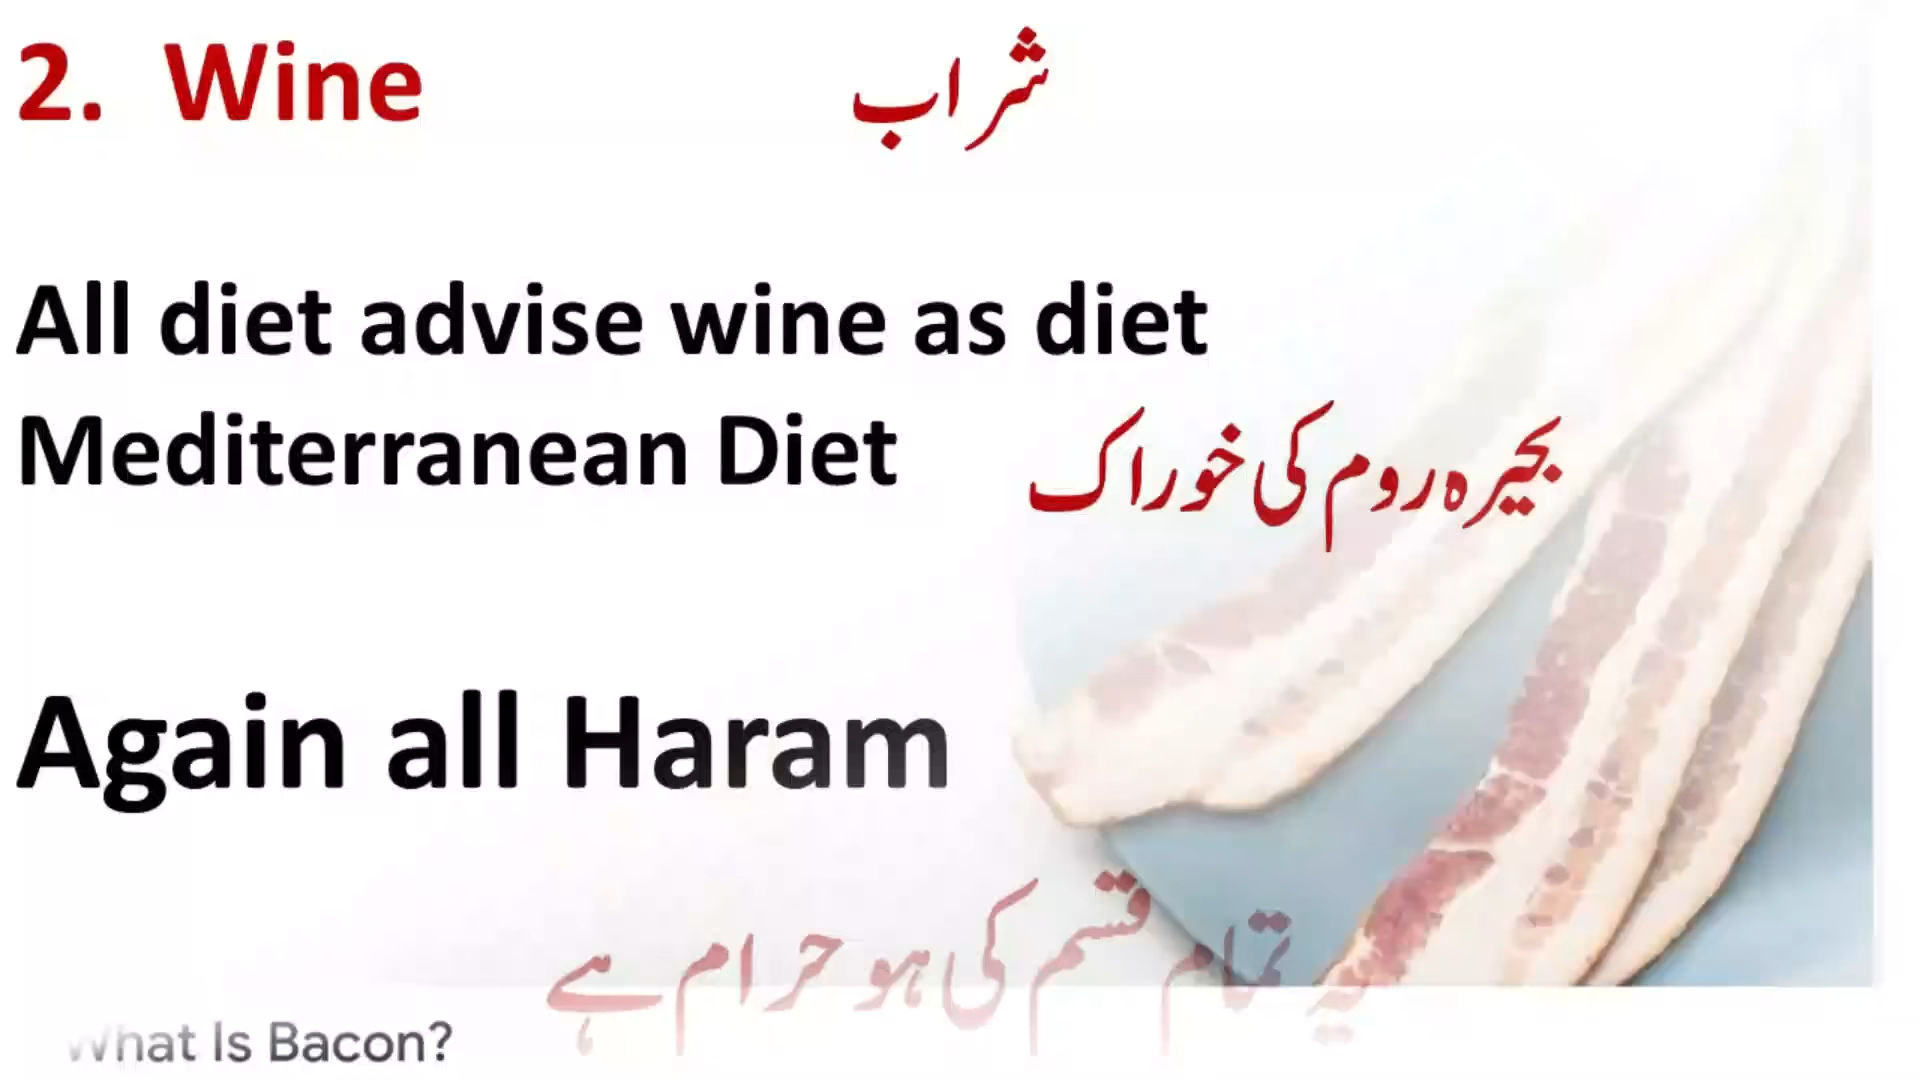 2. Wine شراب
All diet advise wine as diet
Mediterranean Diet بحیرہ روم کی خوراک
Again all Haram
یہ تمام قسم کی ہو حرام ہے
What Is Bacon?